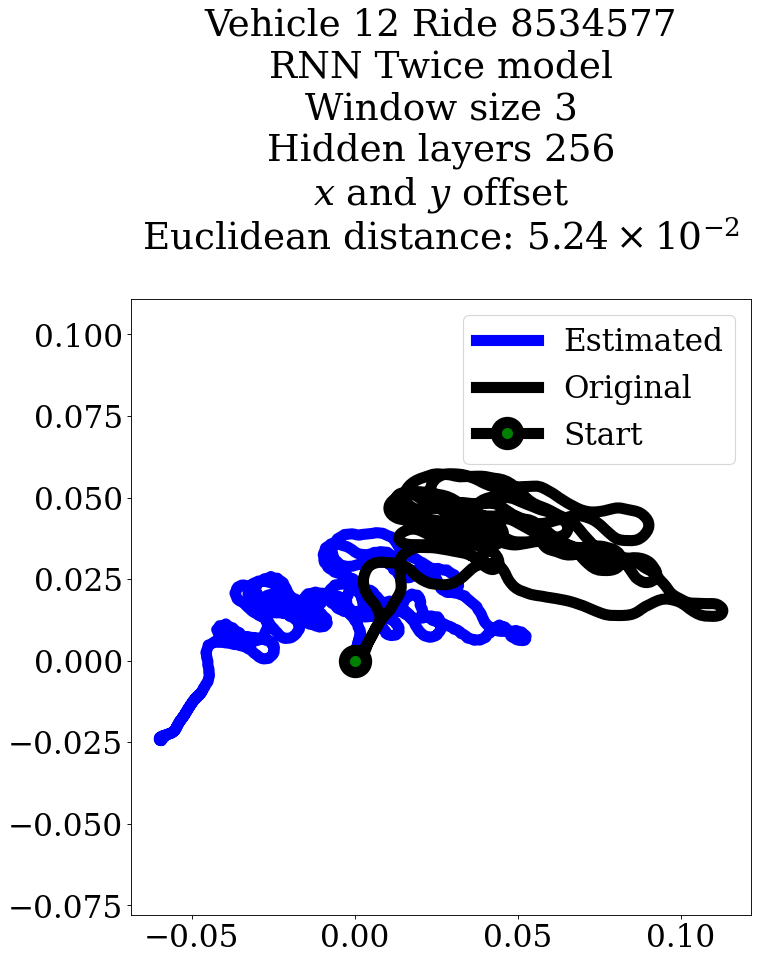 Vehicle 12 Ride 8534577
RNN Twice model
Window size 3
Hidden layers 256
x and y offset
Euclidean distance: 5.24 × 10⁻²
Estimated
Original
Start
0.100
0.075
0.050
0.025
0.000
−0.025
−0.050
−0.075
−0.05 0.00 0.05 0.10